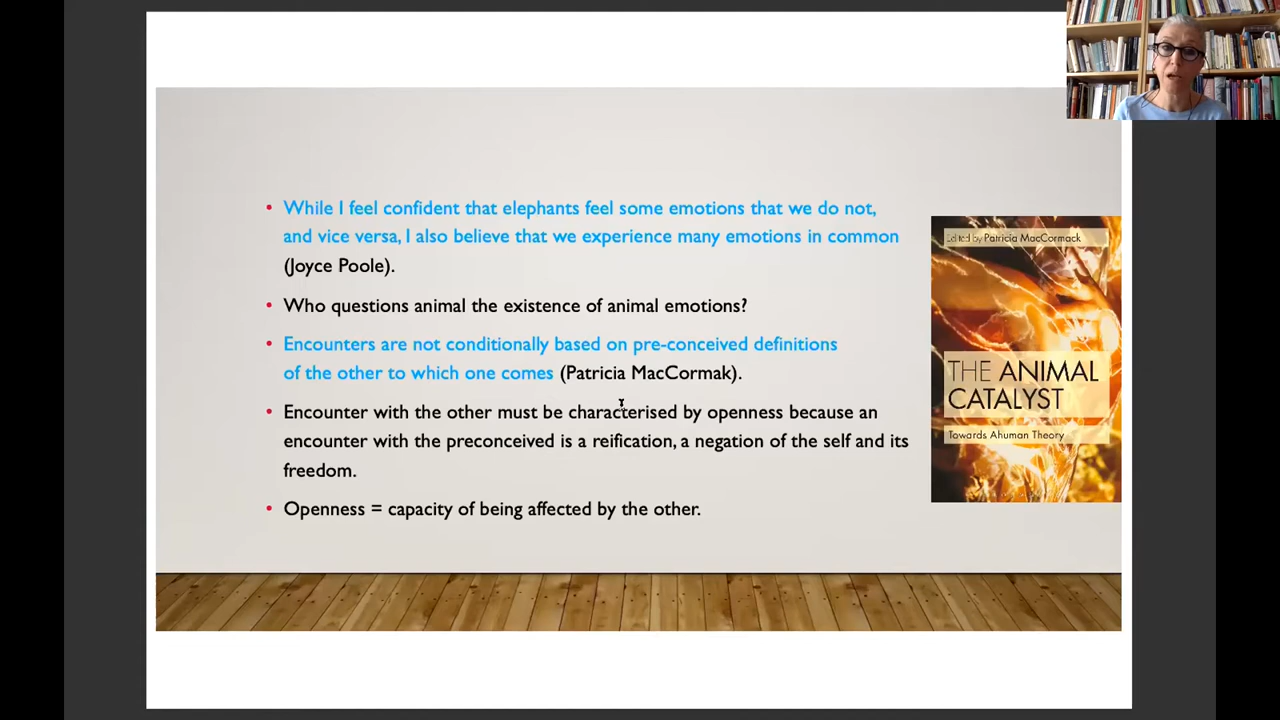 While I feel confident that elephants feel some emotions that we do not,
and vice versa, I also believe that we experience many emotions in common
(Joyce Poole).
Who questions animal the existence of animal emotions?
Encounters are not conditionally based on pre-conceived definitions
of the other to which one comes (Patricia MacCormak).
Encounter with the other must be characterised by openness because an
encounter with the preconceived is a reification, a negation of the self and its
freedom.
Openness = capacity of being affected by the other.
Edited by Patricia MacCormack
THE ANIMAL
CATALYST
Towards Ahuman Theory